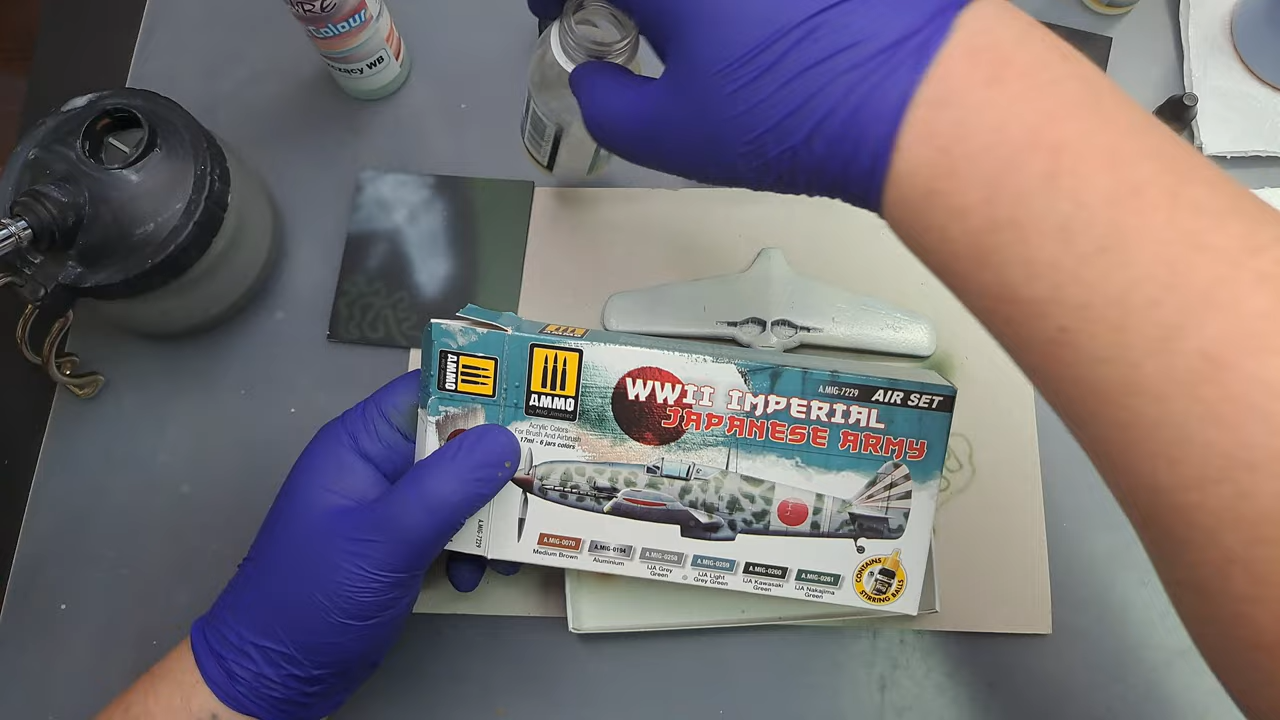 Colour
WB
AMMO
AMMO
by MIG Jimenez
Acrylic Colors
For Brush And Airbrush
17ml - 6 jars colors
WWII IMPERIAL
JAPANESE ARMY
A.MIG-7229
AIR SET
A.MIG-7229
A.MIG-0070
Medium Brown
A.MIG-0194
Aluminium
A.MIG-0258
IJA Grey
Green
A.MIG-0259
IJA Light
Grey Green
A.MIG-0260
IJA Kawasaki
Green
A.MIG-0261
IJA Nakajima
Green
CONTAINS
STIRRING BALLS